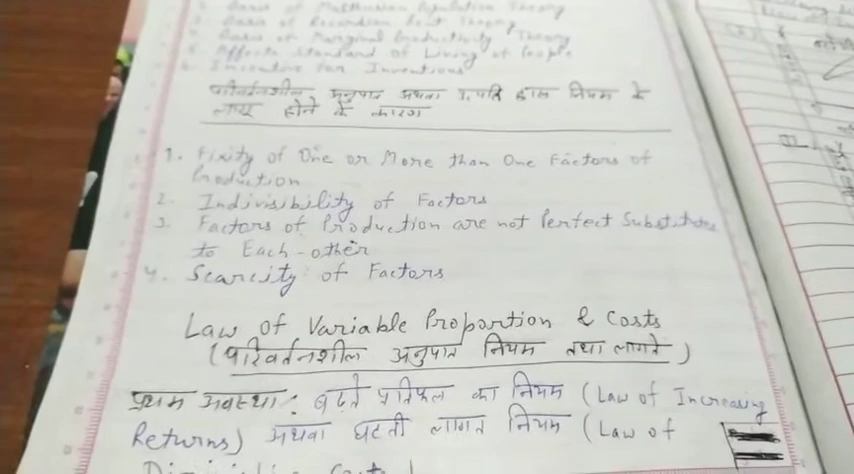 Basis of Malthusian Population Theory
Basis of Ricardian Rent Theory
Basis of Marginal Productivity Theory
5. Affects Standard of Living of People
6. Incentive for Inventions
परिवर्तनशील अनुपात अथवा उत्पत्ति ह्रास नियम के
लागू होने के कारण
1. Fixity of One or More than One Factors of
Production
2. Indivisibility of Factors
3. Factors of Production are not Perfect Substitutes
to Each-other
4. Scarcity of Factors
Law of Variable Proportion & Costs
(परिवर्तनशील अनुपात नियम तथा लागतें)
प्रथम अवस्था: बढ़ते प्रतिफल का नियम (Law of Increasing
Returns) अथवा घटती लागत नियम (Law of